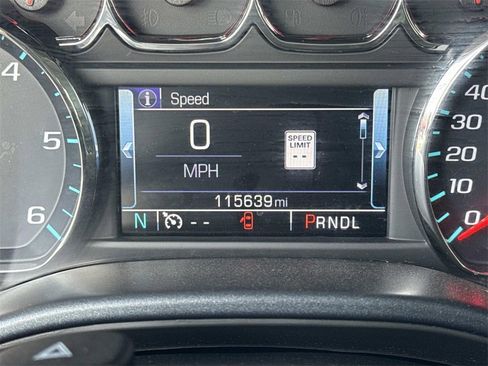 Speed
0
MPH
SPEED
LIMIT
--
115639 mi
N -- PRNDL
4
5
6
40
30
20
10
0